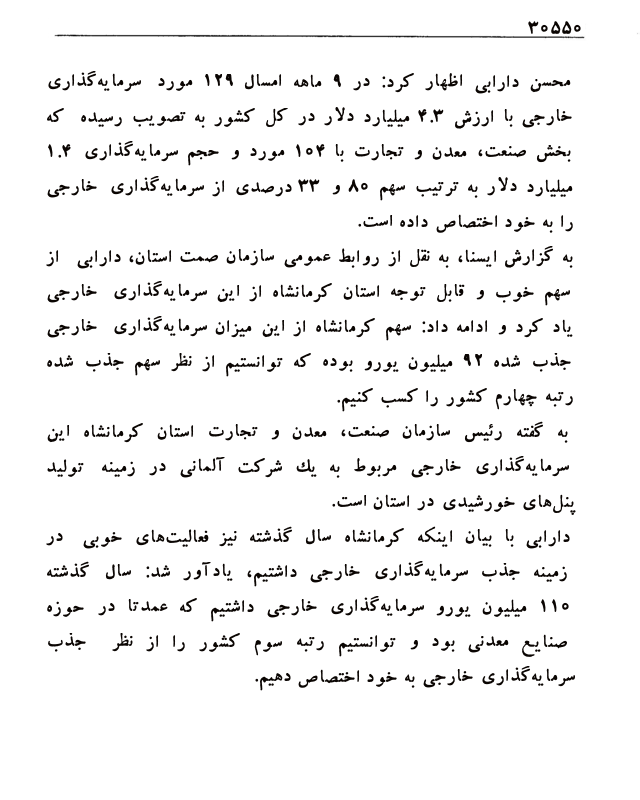 ۳۰۵۵۰
محسن دارابی اظهار کرد: در ۹ ماهه امسال ۱۲۹ مورد سرمایه‌گذاری
خارجی با ارزش ۴.۳ میلیارد دلار در کل کشور به تصویب رسیده که
بخش صنعت، معدن و تجارت با ۱۰۴ مورد و حجم سرمایه‌گذاری ۱.۴
میلیارد دلار به ترتیب سهم ۸۰ و ۳۳ درصدی از سرمایه‌گذاری خارجی
را به خود اختصاص داده است.
به گزارش ایسنا، به نقل از روابط عمومی سازمان صمت استان، دارابی از
سهم خوب و قابل توجه استان کرمانشاه از این سرمایه‌گذاری خارجی
یاد کرد و ادامه داد: سهم کرمانشاه از این میزان سرمایه‌گذاری خارجی
جذب شده ۹۲ میلیون یورو بوده که توانستیم از نظر سهم جذب شده
رتبه چهارم کشور را کسب کنیم.
به گفته رئیس سازمان صنعت، معدن و تجارت استان کرمانشاه این
سرمایه‌گذاری خارجی مربوط به یك شرکت آلمانی در زمینه تولید
پنل‌های خورشیدی در استان است.
دارابی با بیان اینکه کرمانشاه سال گذشته نیز فعالیت‌های خوبی در
زمینه جذب سرمایه‌گذاری خارجی داشتیم، یادآور شد: سال گذشته
۱۱۰ میلیون یورو سرمایه‌گذاری خارجی داشتیم که عمدتا در حوزه
صنایع معدنی بود و توانستیم رتبه سوم کشور را از نظر جذب
سرمایه‌گذاری خارجی به خود اختصاص دهیم.